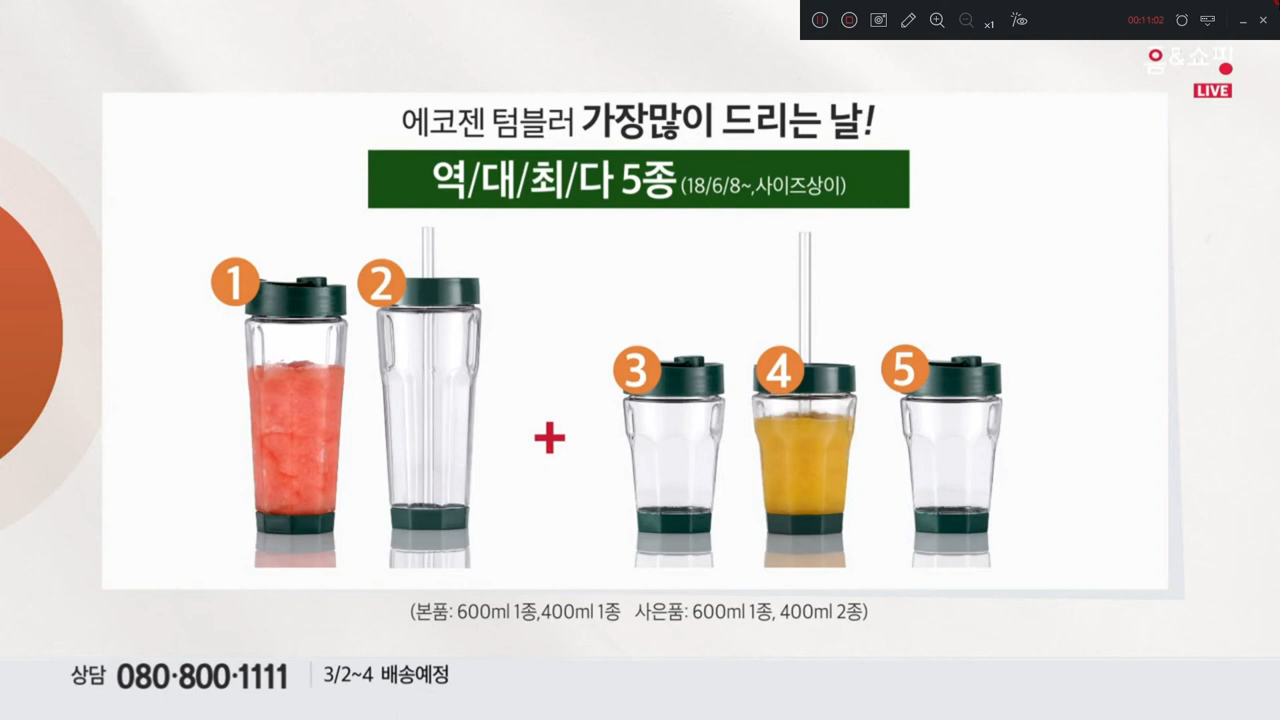 x1
00:11:02
홈&쇼핑
LIVE
에코젠 텀블러 가장많이 드리는 날!
역/대/최/다 5종 (18/6/8~,사이즈상이)
1
2
3
4
5
+
(본품: 600ml 1종,400ml 1종 사은품: 600ml 1종, 400ml 2종)
상담 080·800·1111 3/2~4 배송예정